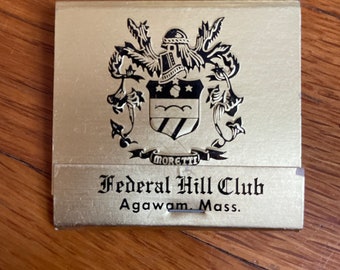 MORETTI
Federal Hill Club
Agawam, Mass.